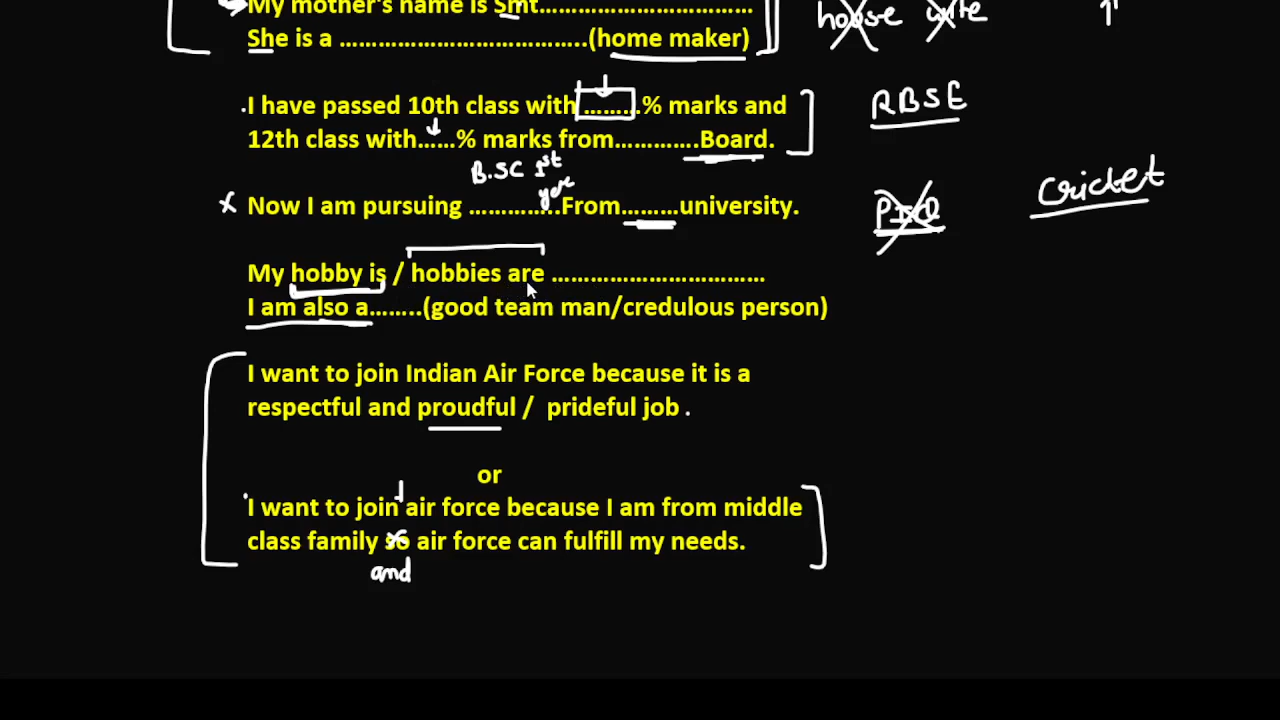 My mother's name is Smt……………………………
She is a ………………………………..(home maker)
house wife
I have passed 10th class with ………% marks and
RBSE
12th class with……% marks from………….Board.
B.SC 1st
year
Now I am pursuing …………..From………university.
Cricket
My hobby is / hobbies are ……………………………
I am also a……..(good team man/credulous person)
I want to join Indian Air Force because it is a
respectful and proudful / prideful job .
or
I want to join air force because I am from middle
class family so air force can fulfill my needs.
and